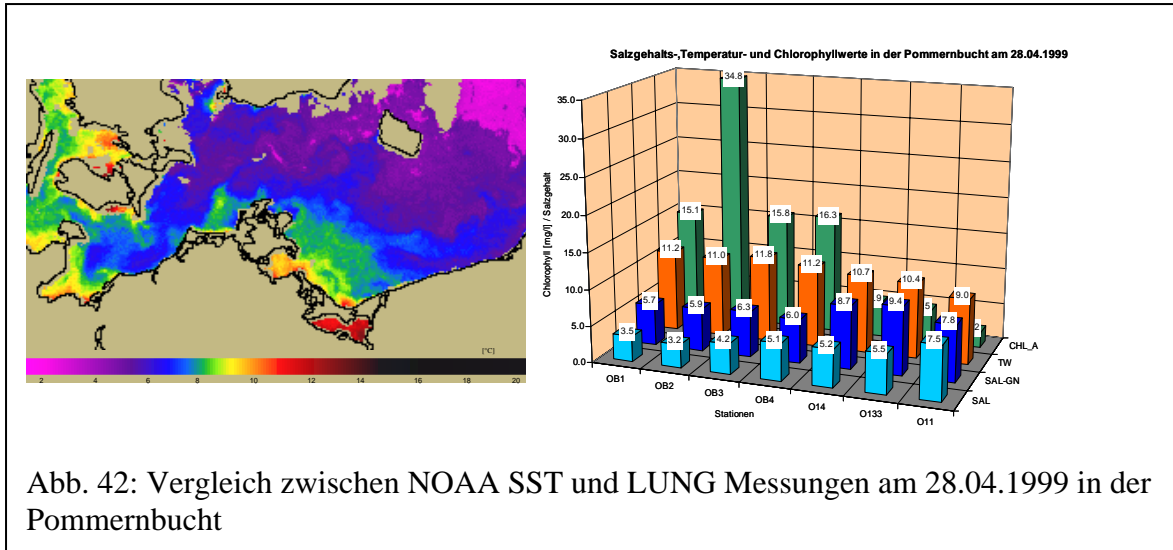 Salzgehalts-,Temperatur- und Chlorophyllwerte in der Pommernbucht am 28.04.1999
[°C]
2 4 6 8 10 12 14 16 18 20
Chlorophyll [mg/l] / Salzgehalt
35.0
30.0
25.0
20.0
15.0
10.0
5.0
0.0
34.8
15.1 15.8 16.3
11.2 11.0 11.8 11.2 10.7 10.4 9.0
5.7 5.9 6.3 6.0 8.7 9.4 7.8
3.5 3.2 4.2 5.1 5.2 5.5 7.5
OB1 OB2 OB3 OB4 O14 O133 O11
Stationen
CHL_A
TW
SAL-GN
SAL
Abb. 42: Vergleich zwischen NOAA SST und LUNG Messungen am 28.04.1999 in der
Pommernbucht